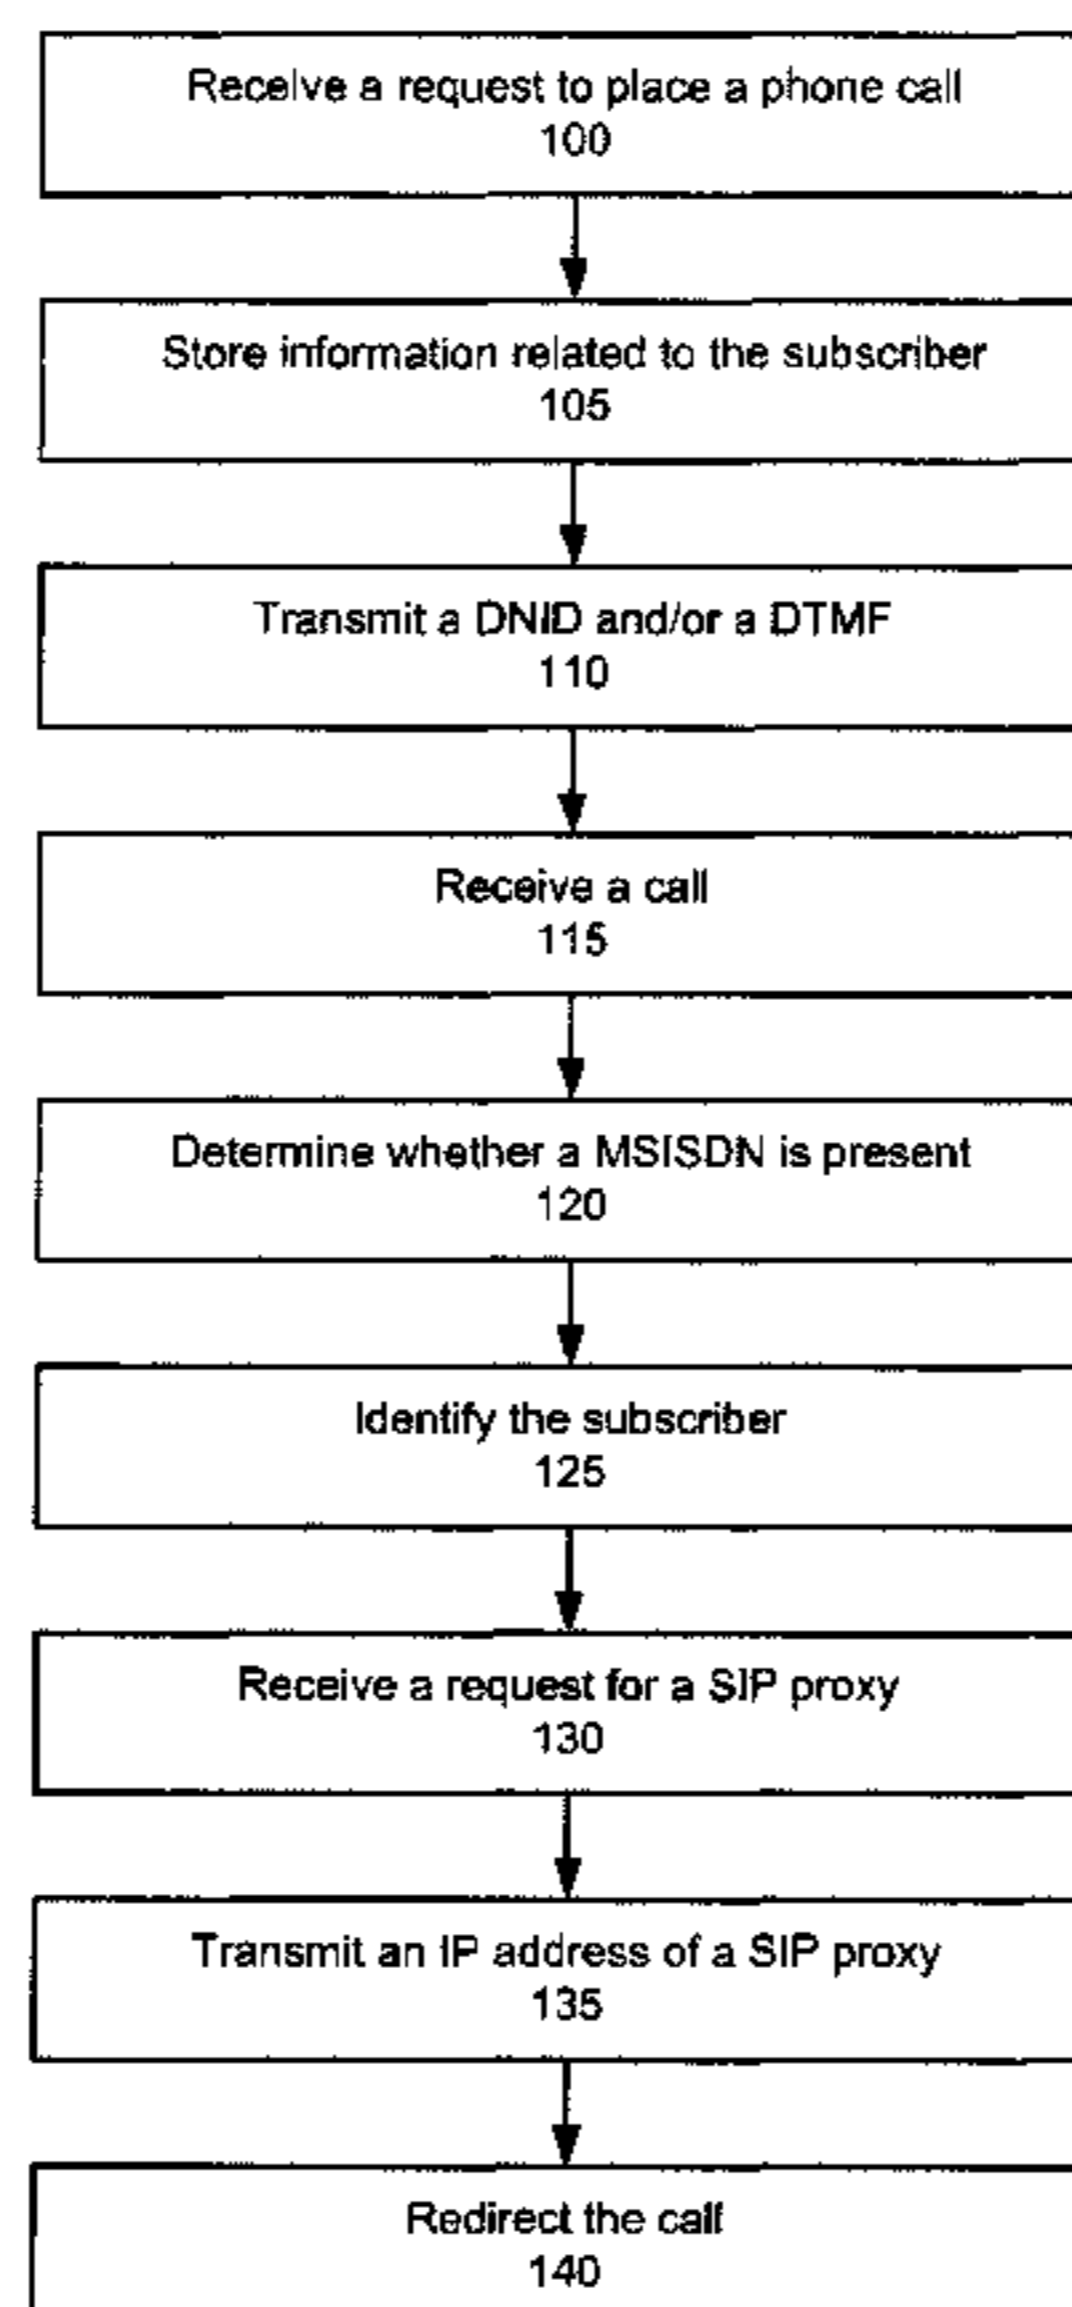 Receive a request to place a phone call
100
Store information related to the subscriber
105
Transmit a DNID and/or a DTMF
110
Receive a call
115
Determine whether a MSISDN is present
120
Identify the subscriber
125
Receive a request for a SIP proxy
130
Transmit an IP address of a SIP proxy
135
Redirect the call
140